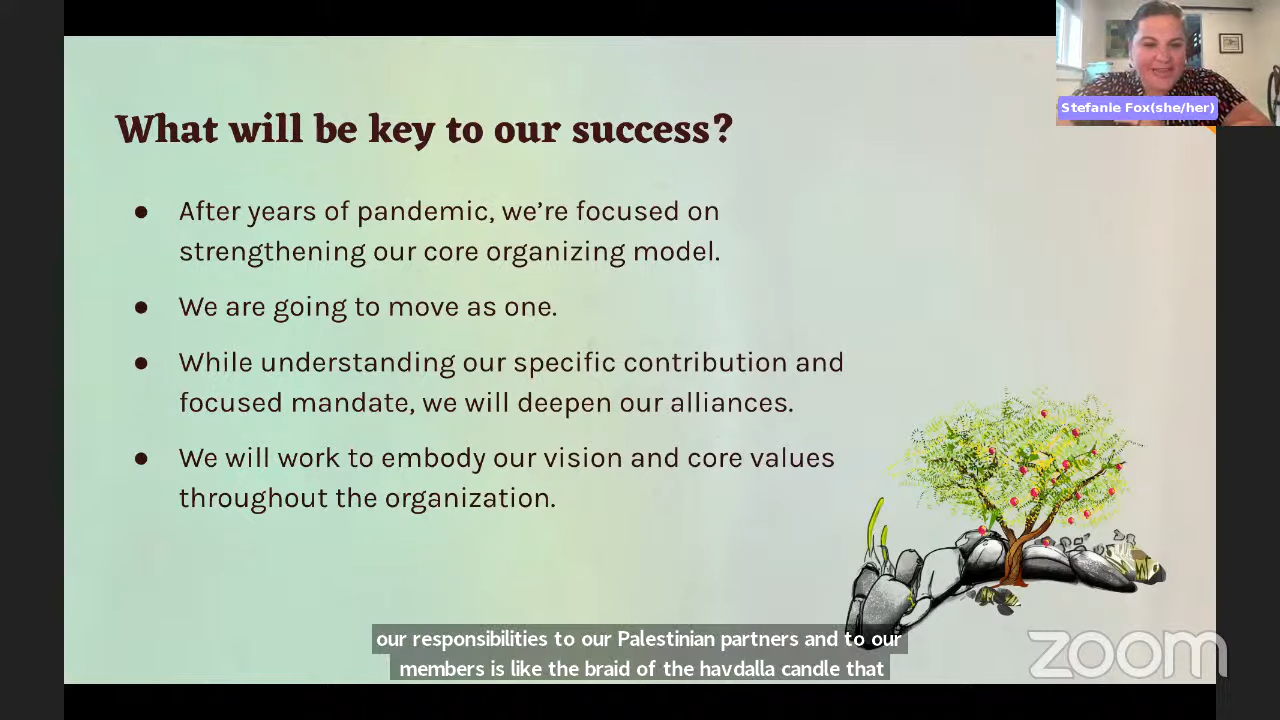 Stefanie Fox(she/her)
What will be key to our success?
● After years of pandemic, we're focused on
strengthening our core organizing model.
● We are going to move as one.
● While understanding our specific contribution and
focused mandate, we will deepen our alliances.
● We will work to embody our vision and core values
throughout the organization.
our responsibilities to our Palestinian partners and to our
members is like the braid of the havdalla candle that
zoom